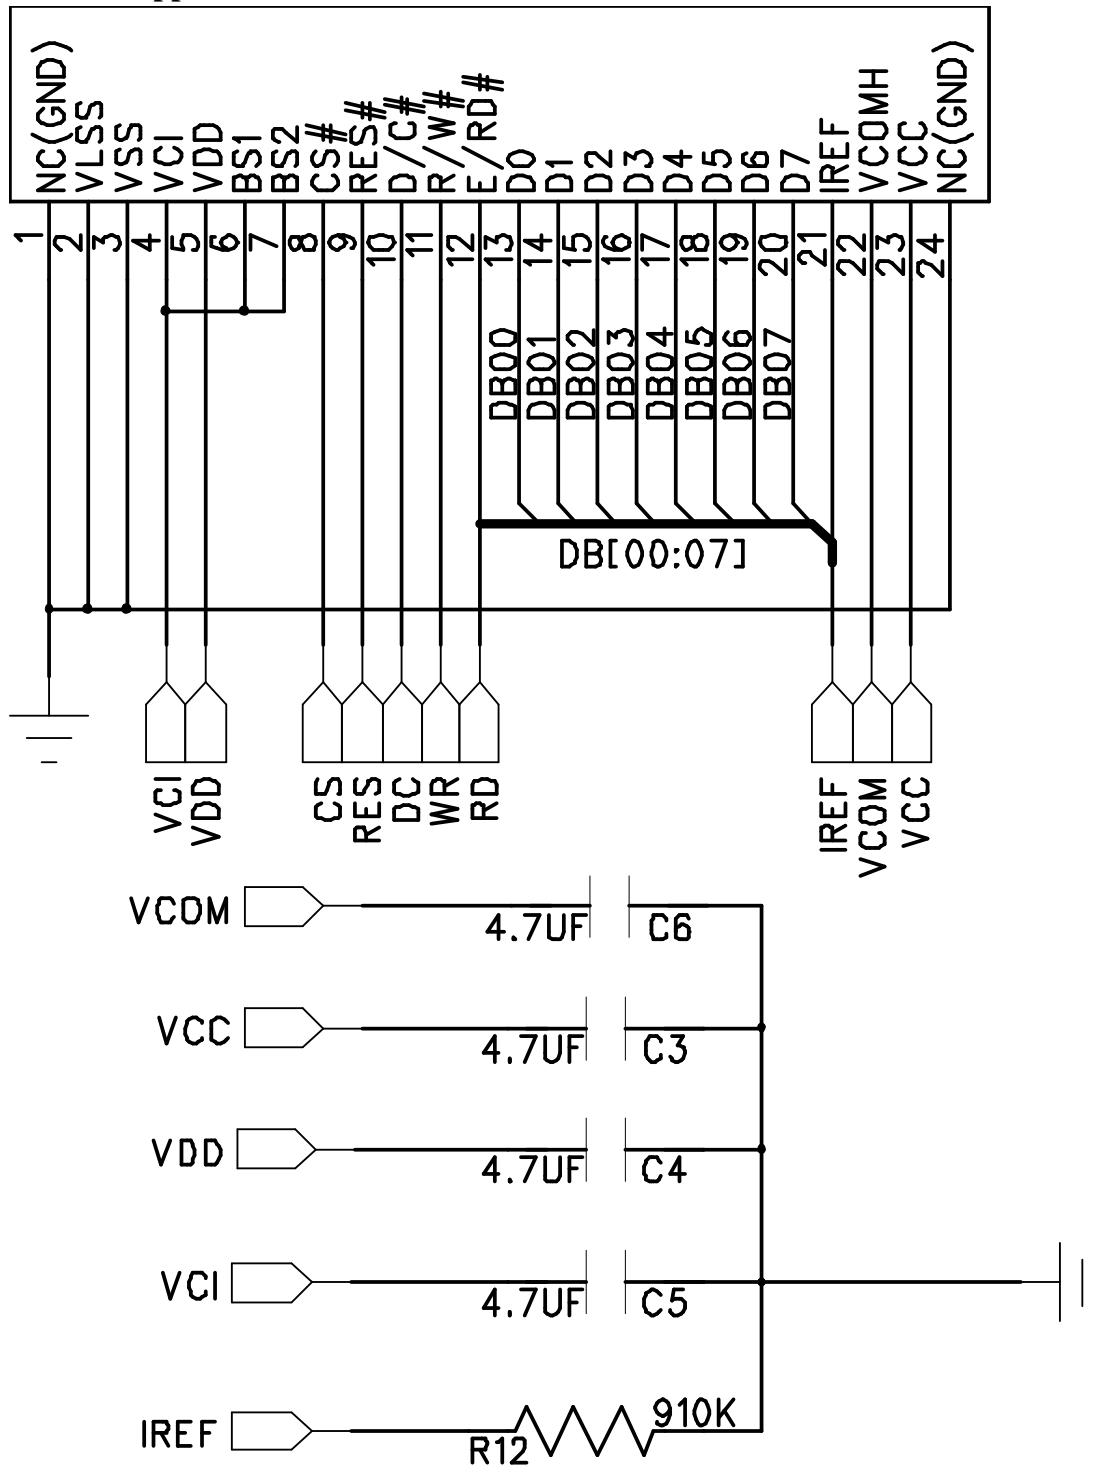 NC(GND)
VLSS
VSS
VCI
VDD
BS1
BS2
CS#
RES#
D/C#
R/W#
E/RD#
D0
D1
D2
D3
D4
D5
D6
D7
IREF
VCOMH
VCC
NC(GND)
1
2
3
4
5
6
7
8
9
10
11
12
13
14
15
16
17
18
19
20
21
22
23
24
DB00
DB01
DB02
DB03
DB04
DB05
DB06
DB07
DB[00:07]
VCI
VDD
CS
RES
DC
WR
RD
IREF
VCOM
VCC
VCOM
4.7UF
C6
VCC
4.7UF
C3
VDD
4.7UF
C4
VCI
4.7UF
C5
IREF
R12
910K